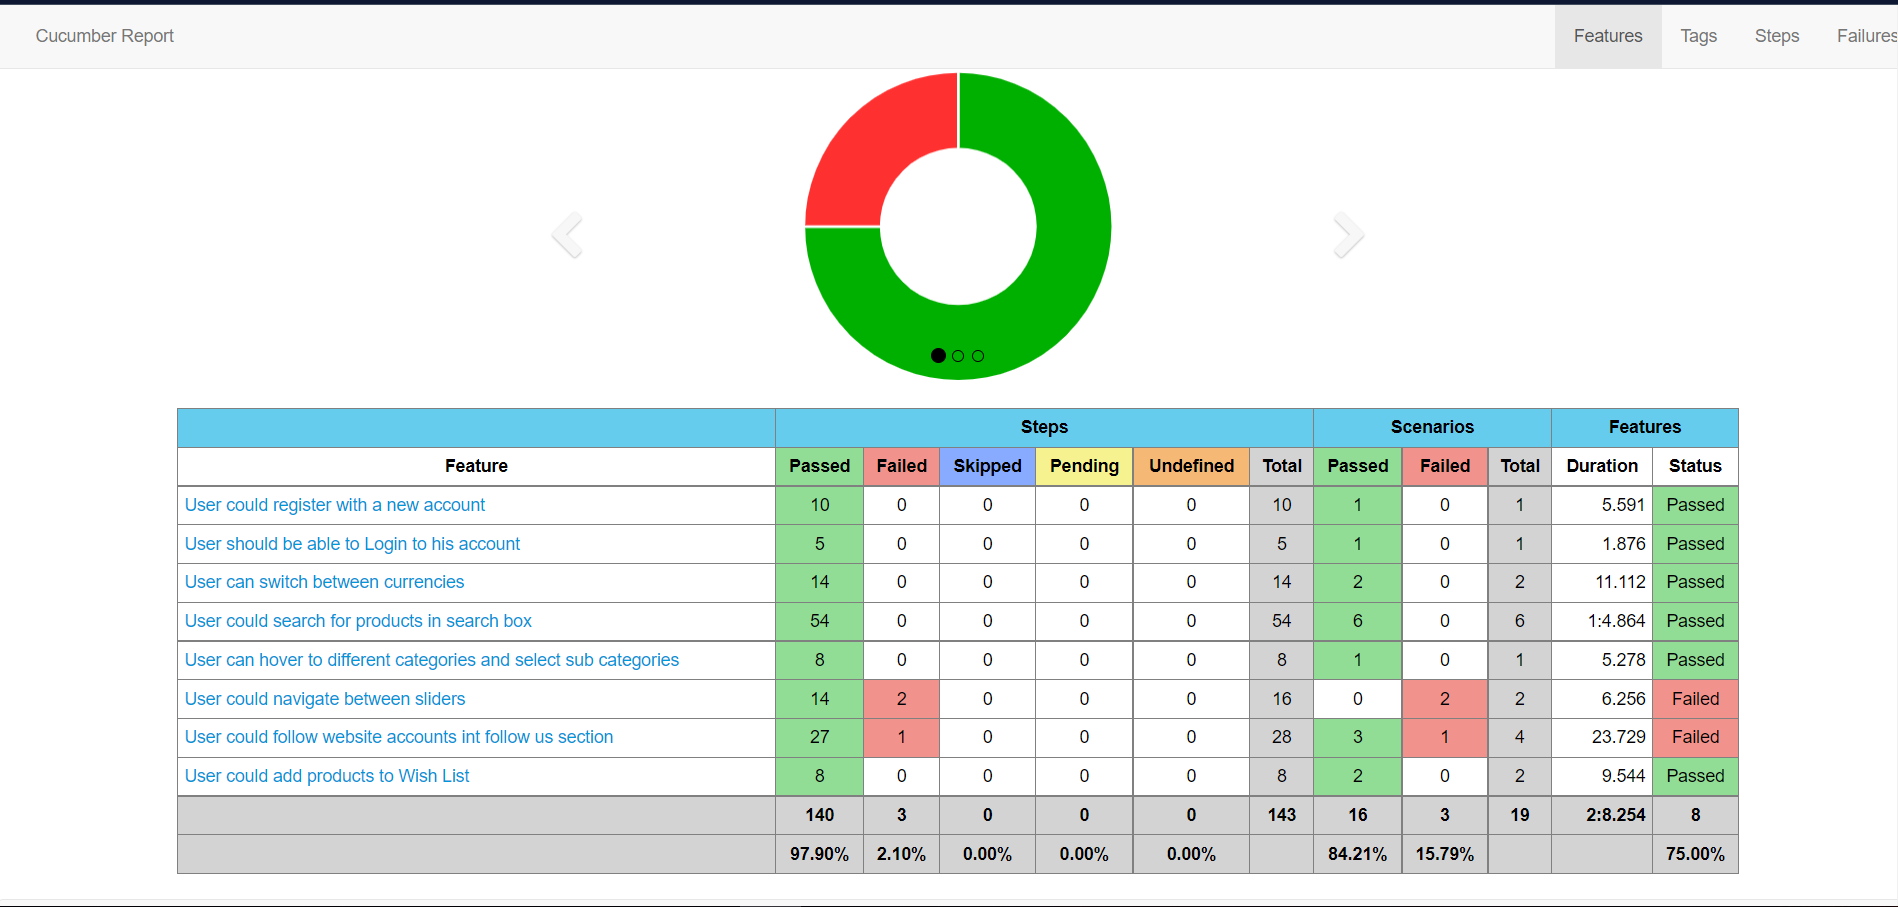 Cucumber Report Features Tags Steps Failures
Steps Scenarios Features
Feature Passed Failed Skipped Pending Undefined Total Passed Failed Total Duration Status
User could register with a new account 10 0 0 0 0 10 1 0 1 5.591 Passed
User should be able to Login to his account 5 0 0 0 0 5 1 0 1 1.876 Passed
User can switch between currencies 14 0 0 0 0 14 2 0 2 11.112 Passed
User could search for products in search box 54 0 0 0 0 54 6 0 6 1:4.864 Passed
User can hover to different categories and select sub categories 8 0 0 0 0 8 1 0 1 5.278 Passed
User could navigate between sliders 14 2 0 0 0 16 0 2 2 6.256 Failed
User could follow website accounts int follow us section 27 1 0 0 0 28 3 1 4 23.729 Failed
User could add products to Wish List 8 0 0 0 0 8 2 0 2 9.544 Passed
140 3 0 0 0 143 16 3 19 2:8.254 8
97.90% 2.10% 0.00% 0.00% 0.00% 84.21% 15.79% 75.00%